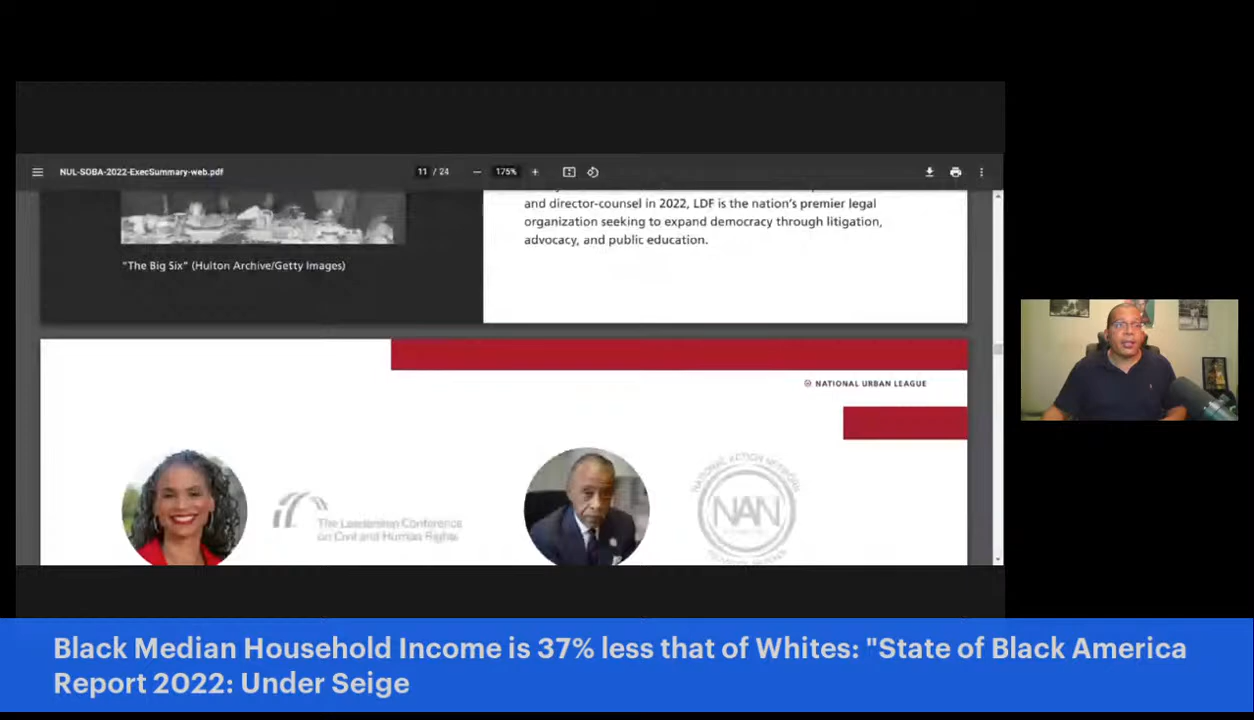 NUL-SOBA-2022-ExecSummary-web.pdf
11 / 24
175%
and director-counsel in 2022, LDF is the nation's premier legal
organization seeking to expand democracy through litigation,
advocacy, and public education.
"The Big Six" (Hulton Archive/Getty Images)
NATIONAL URBAN LEAGUE
The Leadership Conference
on Civil and Human Rights
NATIONAL ACTION NETWORK
NAN
Black Median Household Income is 37% less that of Whites: "State of Black America
Report 2022: Under Seige